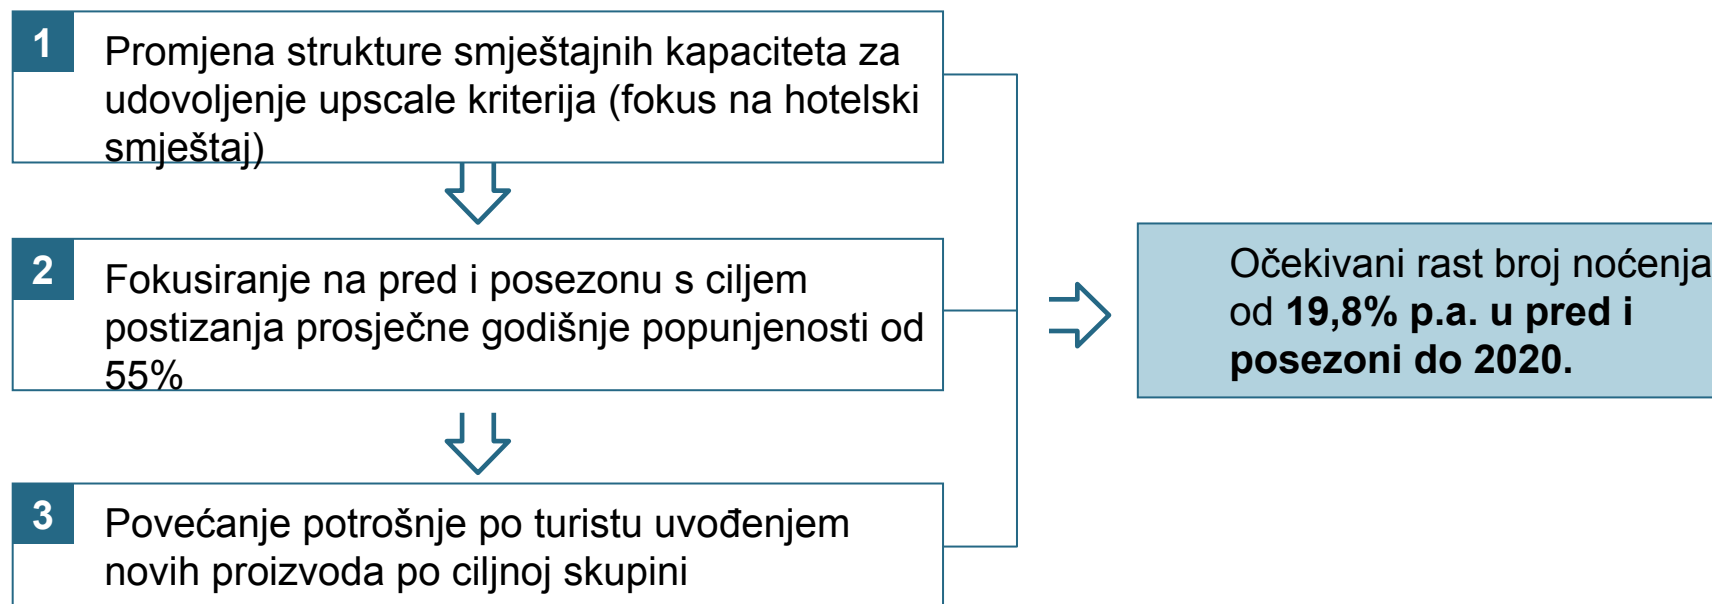 1
Promjena strukture smještajnih kapaciteta za
udovoljenje upscale kriterija (fokus na hotelski
smještaj)
2
Fokusiranje na pred i posezonu s ciljem
postizanja prosječne godišnje popunjenosti od
55%
3
Povećanje potrošnje po turistu uvođenjem
novih proizvoda po ciljnoj skupini
Očekivani rast broj noćenja
od 19,8% p.a. u pred i
posezoni do 2020.